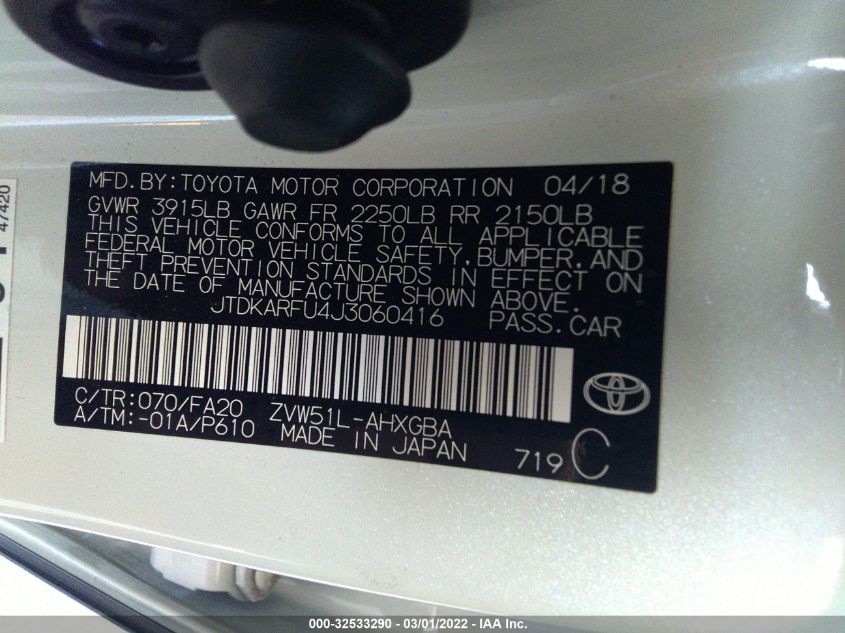 MFD.BY:TOYOTA MOTOR CORPORATION 04/18
GVWR 3915LB GAWR FR 2250LB RR 2150LB
THIS VEHICLE CONFORMS TO ALL APPLICABLE
FEDERAL MOTOR VEHICLE SAFETY,BUMPER,AND
THEFT PREVENTION STANDARDS IN EFFECT ON
THE DATE OF MANUFACTURE SHOWN ABOVE.
JTDKARFU4J3060416 PASS.CAR
C/TR:070/FA20 ZVW51L-AHXGBA
A/TM:-01A/P610 MADE IN JAPAN
719 C
47420
000-32533290 - 03/01/2022 - IAA Inc.